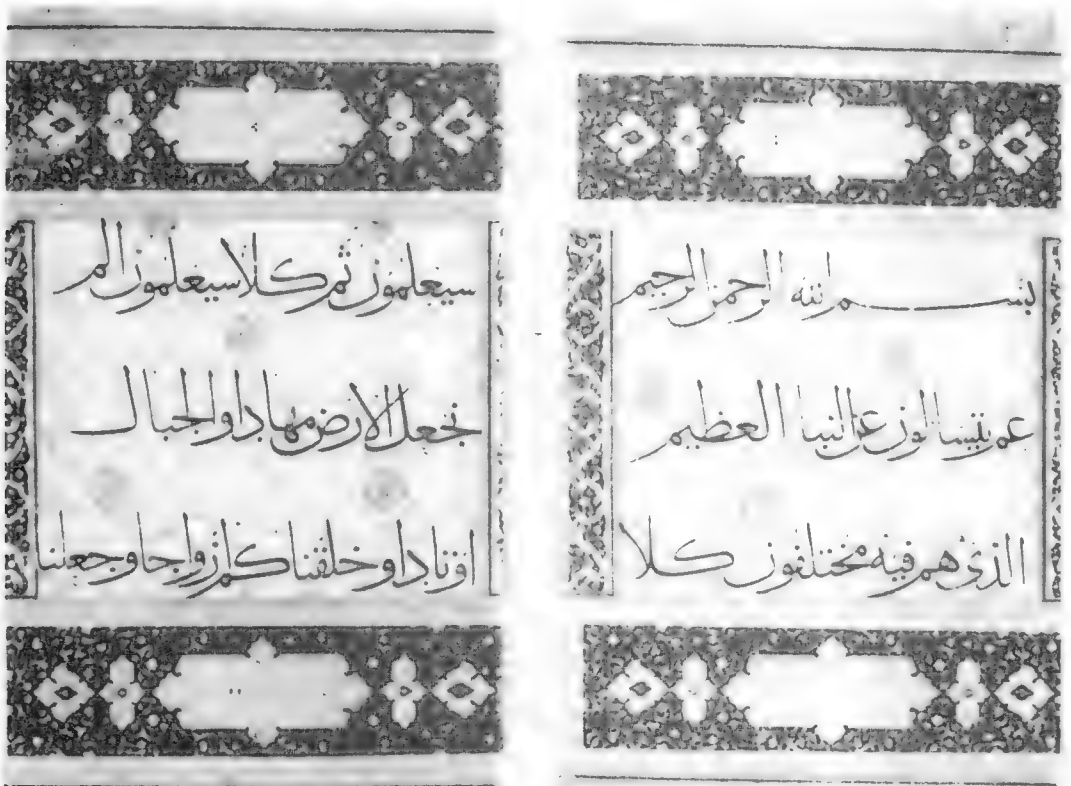 بسم الله الرحمن الرحيم
عم يتسالون عن النبا العظيم
الذي هم فيه مختلفون كلا
سيعلمون ثم كلا سيعلمون الم
نجعل الارض مهادا والجبال
اوتادا وخلقناكم ازواجا وجعلنا